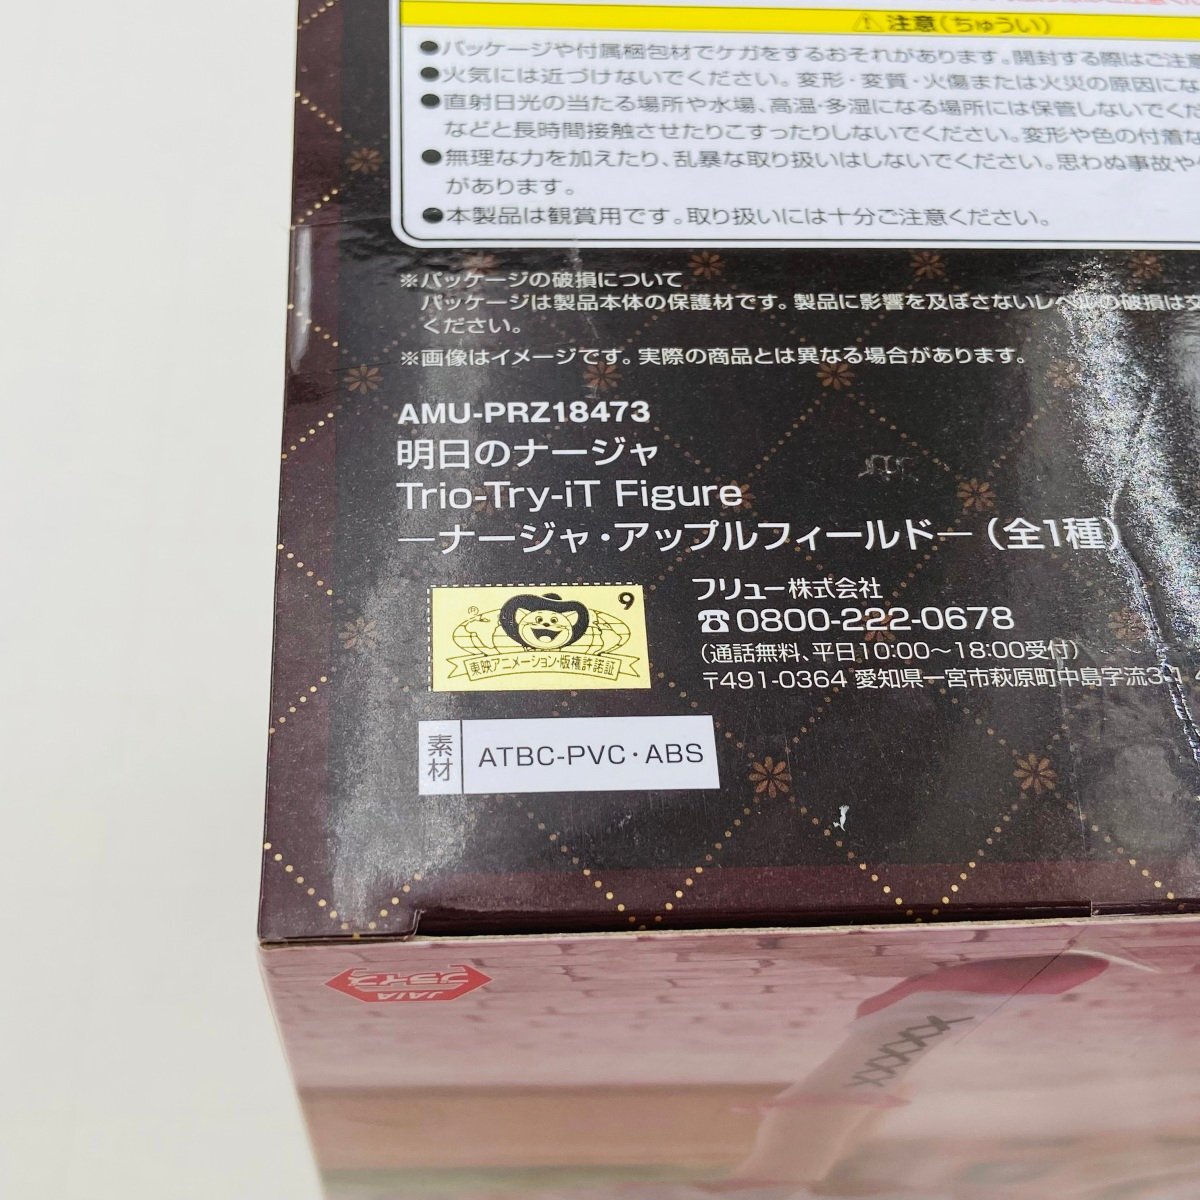 ⚠注意(ちゅうい)
●パッケージや付属梱包材でケガをするおそれがあります。開封する際はご注意
●火気には近づけないでください。変形・変質・火傷または火災の原因にな
●直射日光の当たる場所や水場、高温・多湿になる場所には保管しないでくだ
などと長時間接触させたりこすったりしないでください。変形や色の付着な
●無理な力を加えたり、乱暴な取り扱いはしないでください。思わぬ事故や
があります。
●本製品は観賞用です。取り扱いには十分ご注意ください。
※パッケージの破損について
パッケージは製品本体の保護材です。製品に影響を及ぼさないレベルの破損は
ください。
※画像はイメージです。実際の商品とは異なる場合があります。
AMU-PRZ18473
明日のナージャ
Trio-Try-iT Figure
―ナージャ・アップルフィールド―(全1種)
9
®
東映アニメーション・版権許諾証
フリュー株式会社
☎0800-222-0678
(通話無料、平日10:00～18:00受付)
〒491-0364 愛知県一宮市萩原町中島字流3-1
素材
ATBC-PVC・ABS
JAIA
プライズ